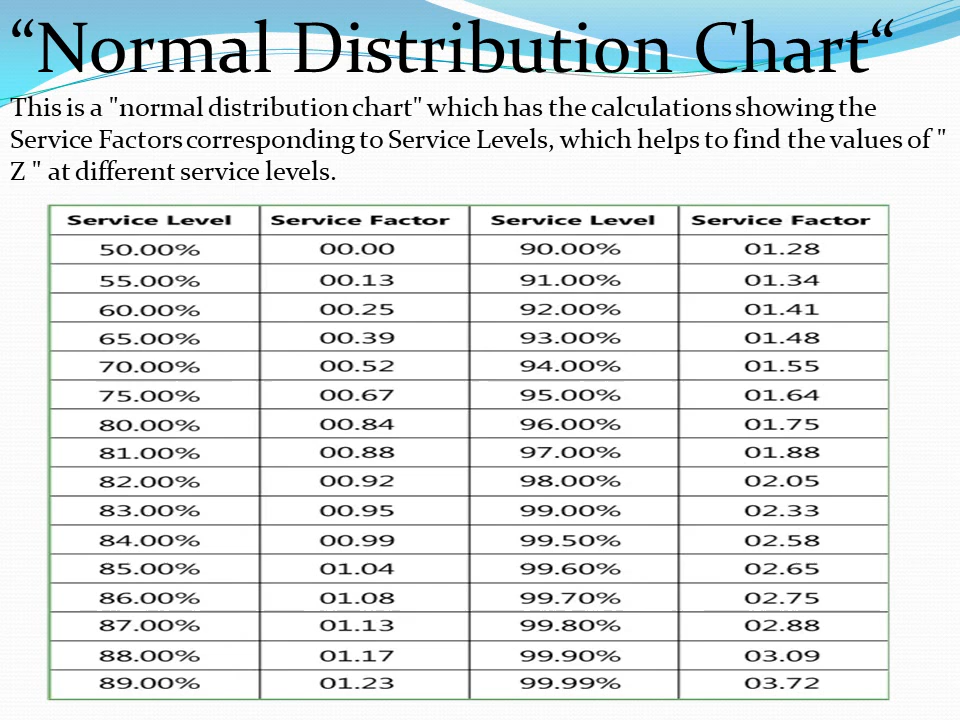 “Normal Distribution Chart“
This is a "normal distribution chart" which has the calculations showing the
Service Factors corresponding to Service Levels, which helps to find the values of "
Z " at different service levels.
Service Level Service Factor Service Level Service Factor
50.00% 00.00 90.00% 01.28
55.00% 00.13 91.00% 01.34
60.00% 00.25 92.00% 01.41
65.00% 00.39 93.00% 01.48
70.00% 00.52 94.00% 01.55
75.00% 00.67 95.00% 01.64
80.00% 00.84 96.00% 01.75
81.00% 00.88 97.00% 01.88
82.00% 00.92 98.00% 02.05
83.00% 00.95 99.00% 02.33
84.00% 00.99 99.50% 02.58
85.00% 01.04 99.60% 02.65
86.00% 01.08 99.70% 02.75
87.00% 01.13 99.80% 02.88
88.00% 01.17 99.90% 03.09
89.00% 01.23 99.99% 03.72